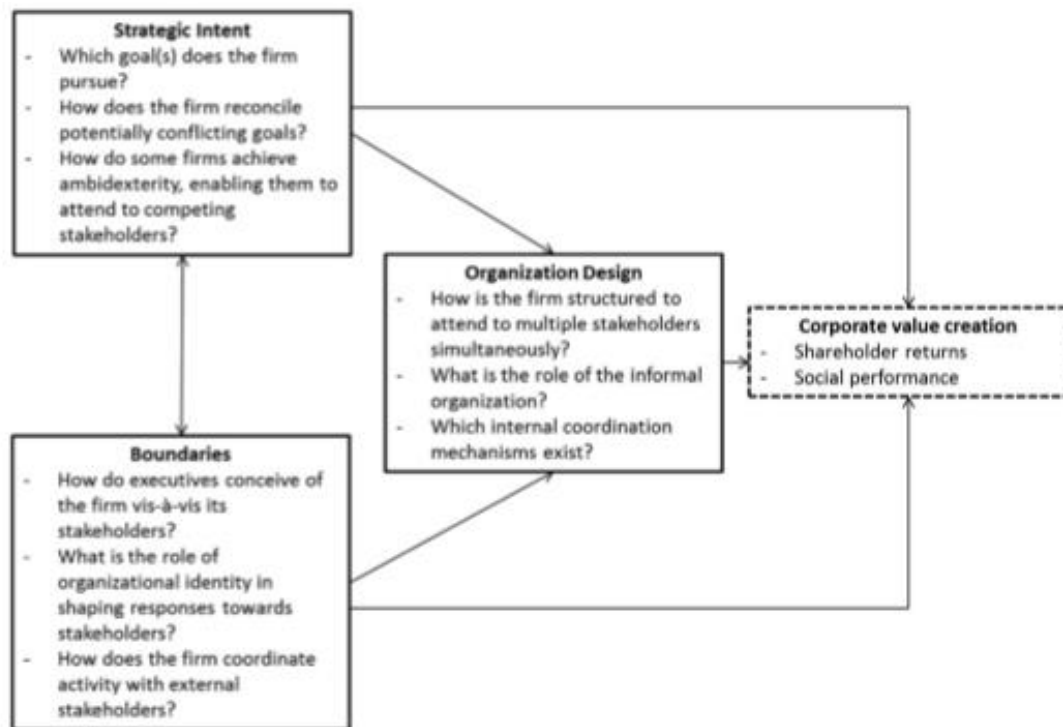 Strategic Intent
- Which goal(s) does the firm
pursue?
- How does the firm reconcile
potentially conflicting goals?
- How do some firms achieve
ambidexterity, enabling them to
attend to competing
stakeholders?
Organization Design
- How is the firm structured to
attend to multiple stakeholders
simultaneously?
- What is the role of the informal
organization?
- Which internal coordination
mechanisms exist?
Corporate value creation
- Shareholder returns
- Social performance
Boundaries
- How do executives conceive of
the firm vis-à-vis its
stakeholders?
- What is the role of
organizational identity in
shaping responses towards
stakeholders?
- How does the firm coordinate
activity with external
stakeholders?